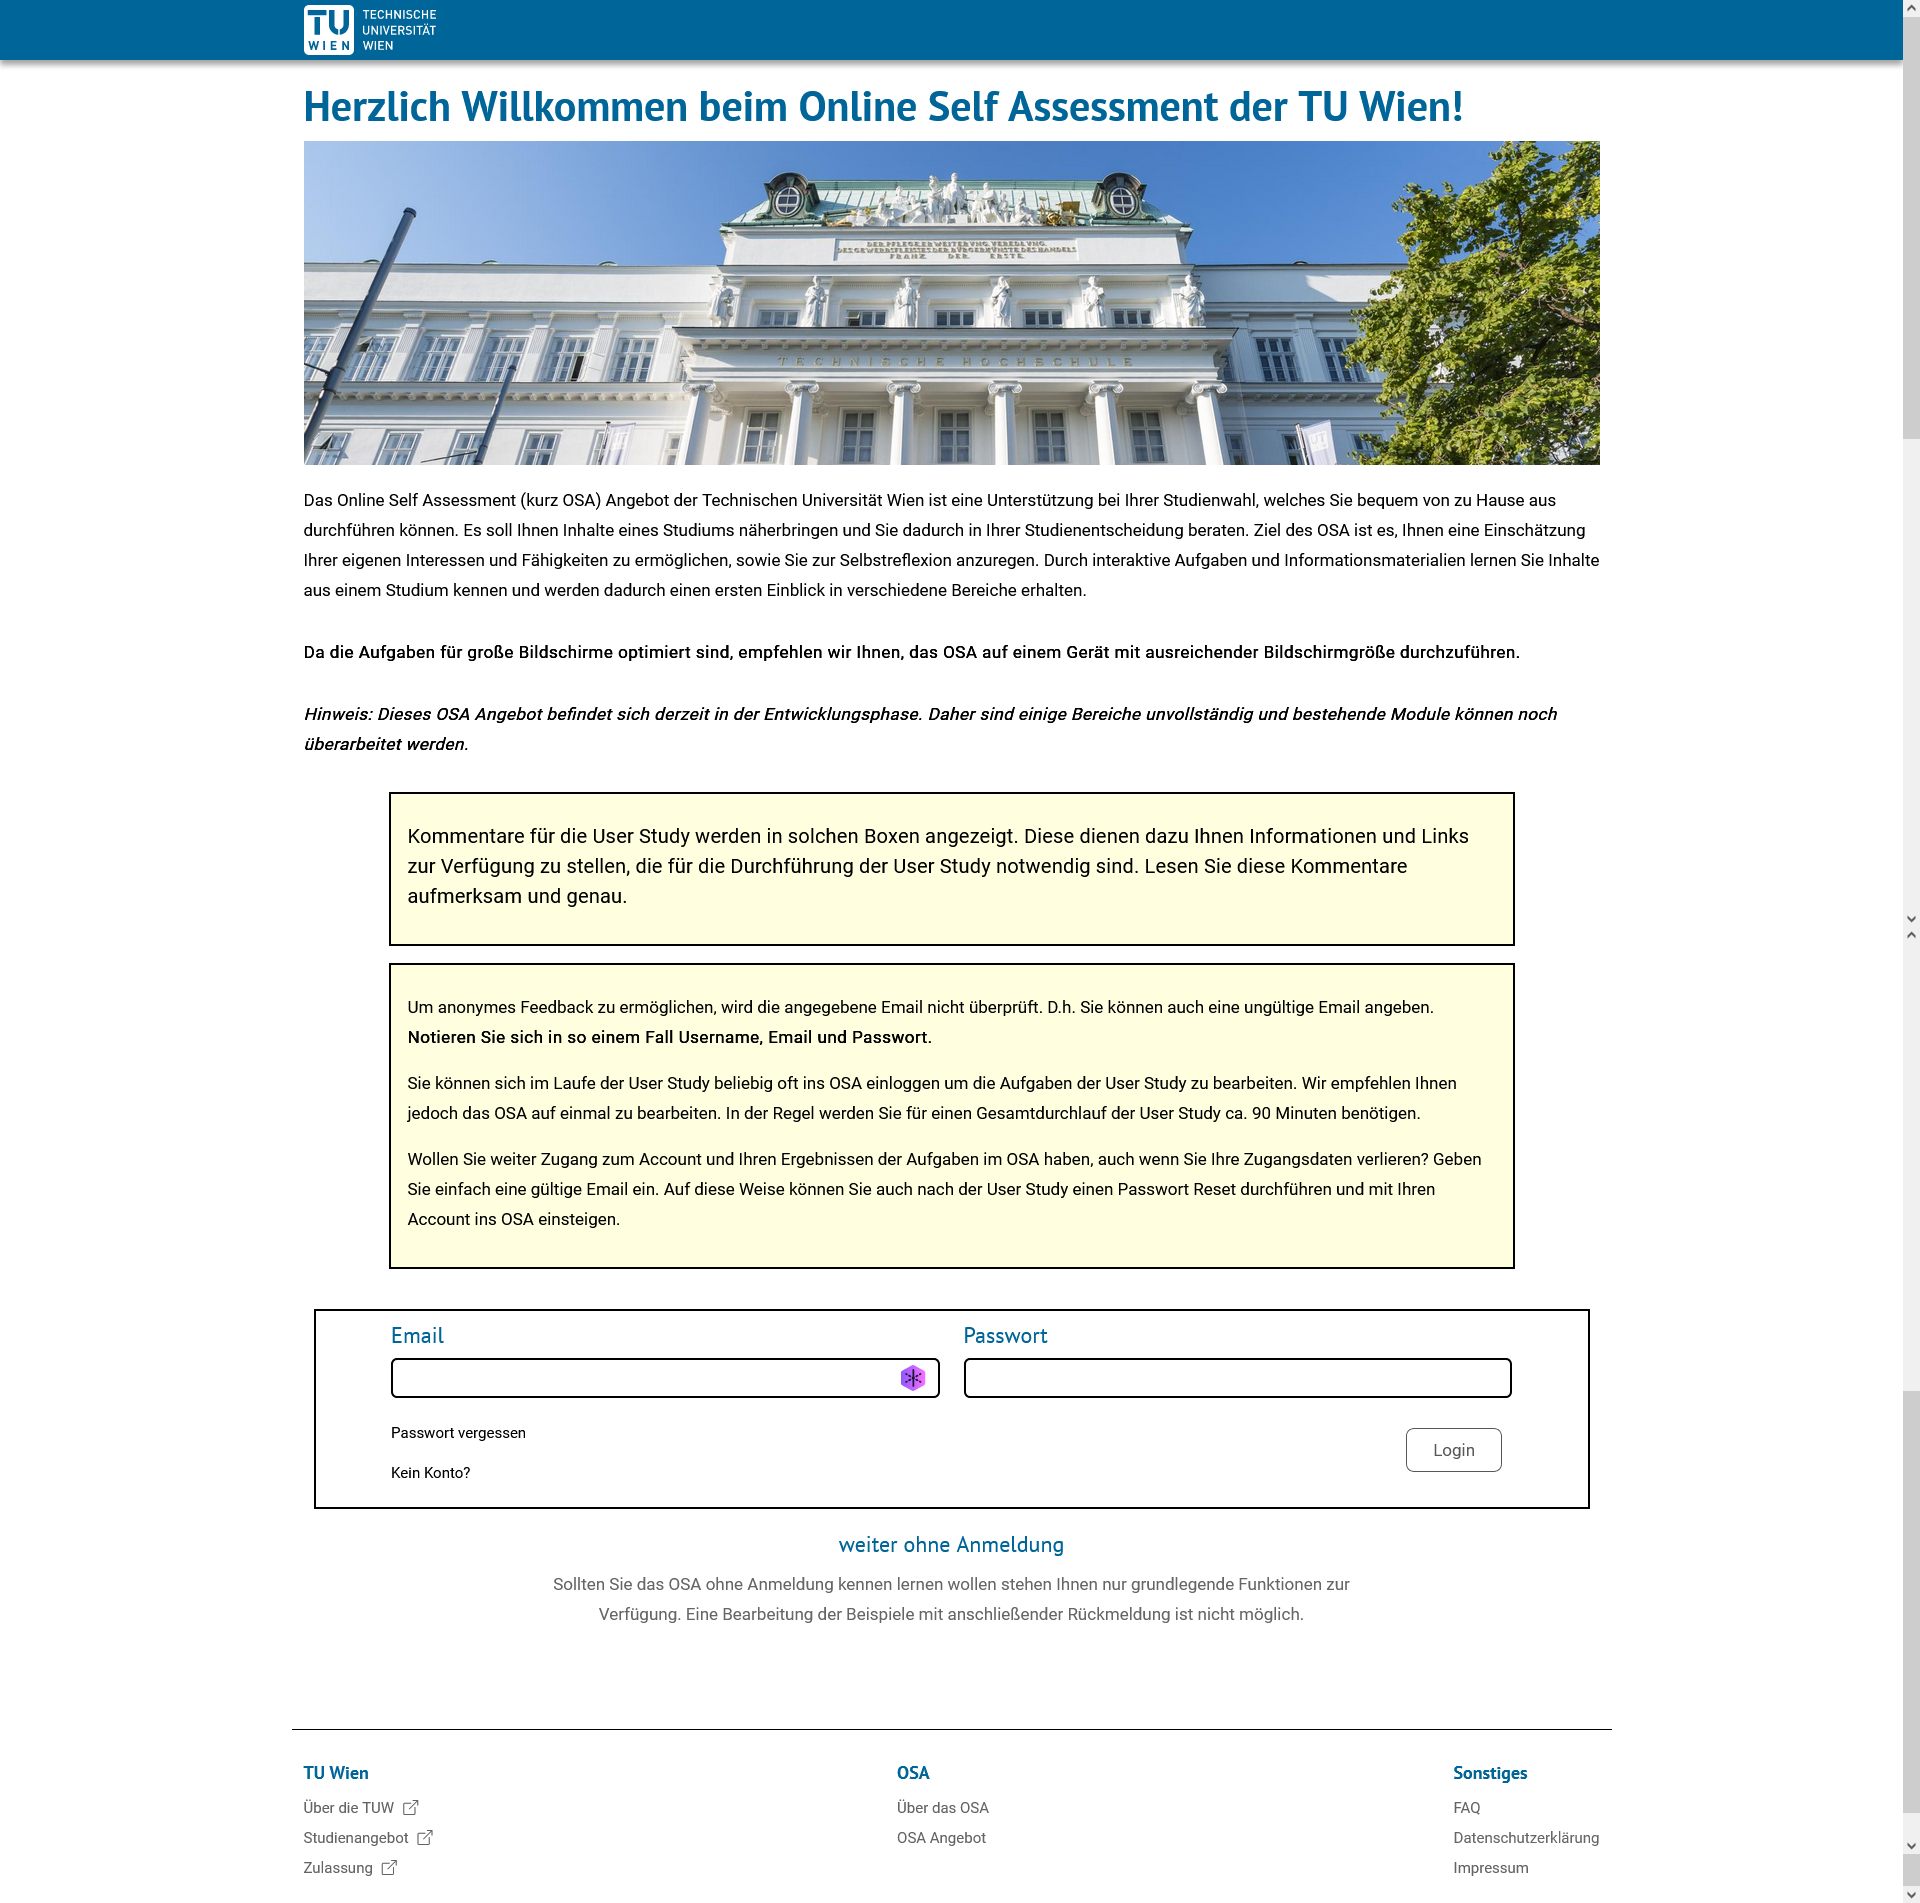 TU
WIEN
TECHNISCHE
UNIVERSITÄT
WIEN
Herzlich Willkommen beim Online Self Assessment der TU Wien!
DER PFLEGE, ERWEITERUNG, VEREDLUNG,
DES GEWERBSFLEISSES, DER BÜRGERKÜNSTE, DES HANDELS
FRANZ DER ERSTE
TECHNISCHE HOCHSCHULE
Das Online Self Assessment (kurz OSA) Angebot der Technischen Universität Wien ist eine Unterstützung bei Ihrer Studienwahl, welches Sie bequem von zu Hause aus
durchführen können. Es soll Ihnen Inhalte eines Studiums näherbringen und Sie dadurch in Ihrer Studienentscheidung beraten. Ziel des OSA ist es, Ihnen eine Einschätzung
Ihrer eigenen Interessen und Fähigkeiten zu ermöglichen, sowie Sie zur Selbstreflexion anzuregen. Durch interaktive Aufgaben und Informationsmaterialien lernen Sie Inhalte
aus einem Studium kennen und werden dadurch einen ersten Einblick in verschiedene Bereiche erhalten.
Da die Aufgaben für große Bildschirme optimiert sind, empfehlen wir Ihnen, das OSA auf einem Gerät mit ausreichender Bildschirmgröße durchzuführen.
Hinweis: Dieses OSA Angebot befindet sich derzeit in der Entwicklungsphase. Daher sind einige Bereiche unvollständig und bestehende Module können noch
überarbeitet werden.
Kommentare für die User Study werden in solchen Boxen angezeigt. Diese dienen dazu Ihnen Informationen und Links
zur Verfügung zu stellen, die für die Durchführung der User Study notwendig sind. Lesen Sie diese Kommentare
aufmerksam und genau.
Um anonymes Feedback zu ermöglichen, wird die angegebene Email nicht überprüft. D.h. Sie können auch eine ungültige Email angeben.
Notieren Sie sich in so einem Fall Username, Email und Passwort.
Sie können sich im Laufe der User Study beliebig oft ins OSA einloggen um die Aufgaben der User Study zu bearbeiten. Wir empfehlen Ihnen
jedoch das OSA auf einmal zu bearbeiten. In der Regel werden Sie für einen Gesamtdurchlauf der User Study ca. 90 Minuten benötigen.
Wollen Sie weiter Zugang zum Account und Ihren Ergebnissen der Aufgaben im OSA haben, auch wenn Sie Ihre Zugangsdaten verlieren? Geben
Sie einfach eine gültige Email ein. Auf diese Weise können Sie auch nach der User Study einen Passwort Reset durchführen und mit Ihren
Account ins OSA einsteigen.
Email
Passwort
Passwort vergessen
Kein Konto?
Login
weiter ohne Anmeldung
Sollten Sie das OSA ohne Anmeldung kennen lernen wollen stehen Ihnen nur grundlegende Funktionen zur
Verfügung. Eine Bearbeitung der Beispiele mit anschließender Rückmeldung ist nicht möglich.
TU Wien
Über die TUW
Studienangebot
Zulassung
OSA
Über das OSA
OSA Angebot
Sonstiges
FAQ
Datenschutzerklärung
Impressum